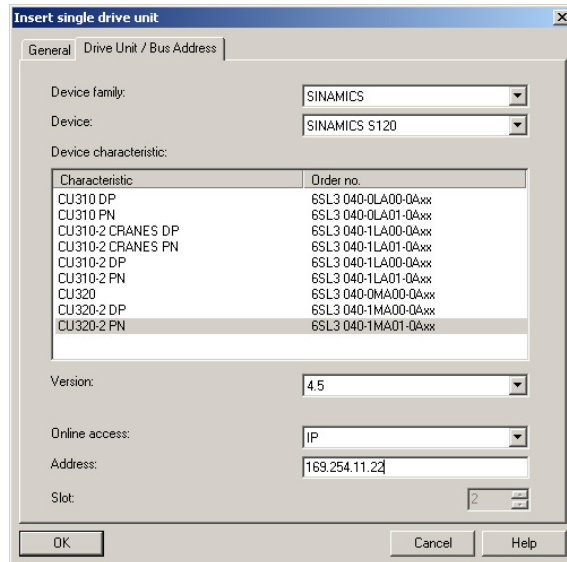 Insert single drive unit
General Drive Unit / Bus Address
Device family: SINAMICS
Device: SINAMICS S120
Device characteristic:
Characteristic Order no.
CU310 DP 6SL3 040-0LA00-0Axx
CU310 PN 6SL3 040-0LA01-0Axx
CU310-2 CRANES DP 6SL3 040-1LA00-0Axx
CU310-2 CRANES PN 6SL3 040-1LA01-0Axx
CU310-2 DP 6SL3 040-1LA00-0Axx
CU310-2 PN 6SL3 040-1LA01-0Axx
CU320 6SL3 040-0MA00-0Axx
CU320-2 DP 6SL3 040-1MA00-0Axx
CU320-2 PN 6SL3 040-1MA01-0Axx
Version: 4.5
Online access: IP
Address: 169.254.11.22
Slot: 2
OK Cancel Help